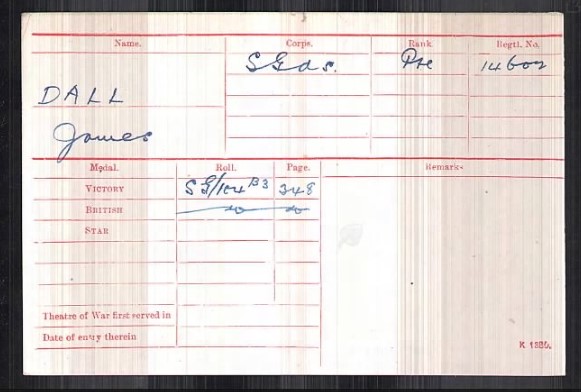 Name. Corps. Rank. Regtl. No.
S Gds. Pte 14602
DALL
James
Medal. Roll. Page. Remarks.
VICTORY SG/104 B3 348
BRITISH do do
STAR
Theatre of War first served in
Date of entry therein
K 1380.